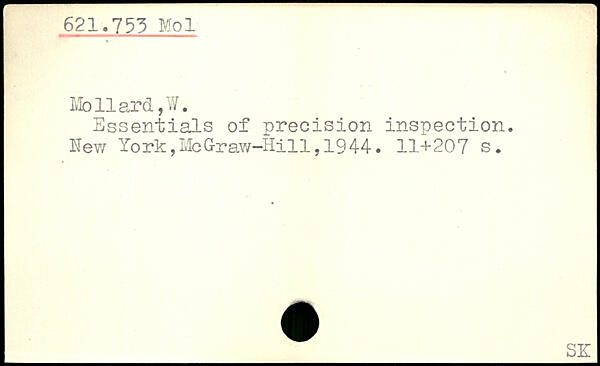 621.753 Mol
Mollard,W.
Essentials of precision inspection.
New York,McGraw-Hill,1944. 11+207 s.
SK